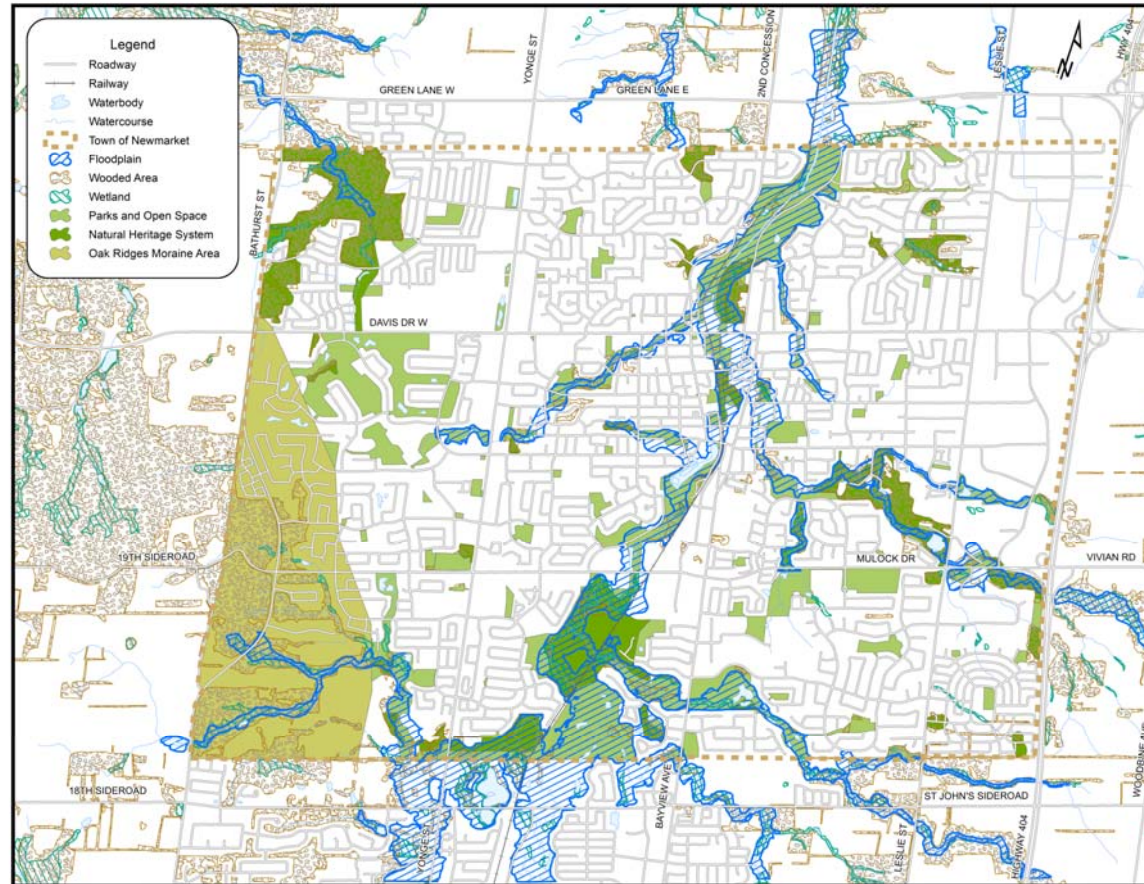 Legend
Roadway
Railway
Waterbody
Watercourse
Town of Newmarket
Floodplain
Wooded Area
Wetland
Parks and Open Space
Natural Heritage System
Oak Ridges Moraine Area
YONGE ST
2ND CONCESSION
LESLIE ST
HWY 404
N
GREEN LANE W
GREEN LANE E
BATHURST ST
DAVIS DR W
19TH SIDEROAD
MULOCK DR
VIVIAN RD
18TH SIDEROAD
YONGE ST
BAYVIEW AVE
ST JOHN'S SIDEROAD
LESLIE ST
HIGHWAY 404
WOODBINE AVE